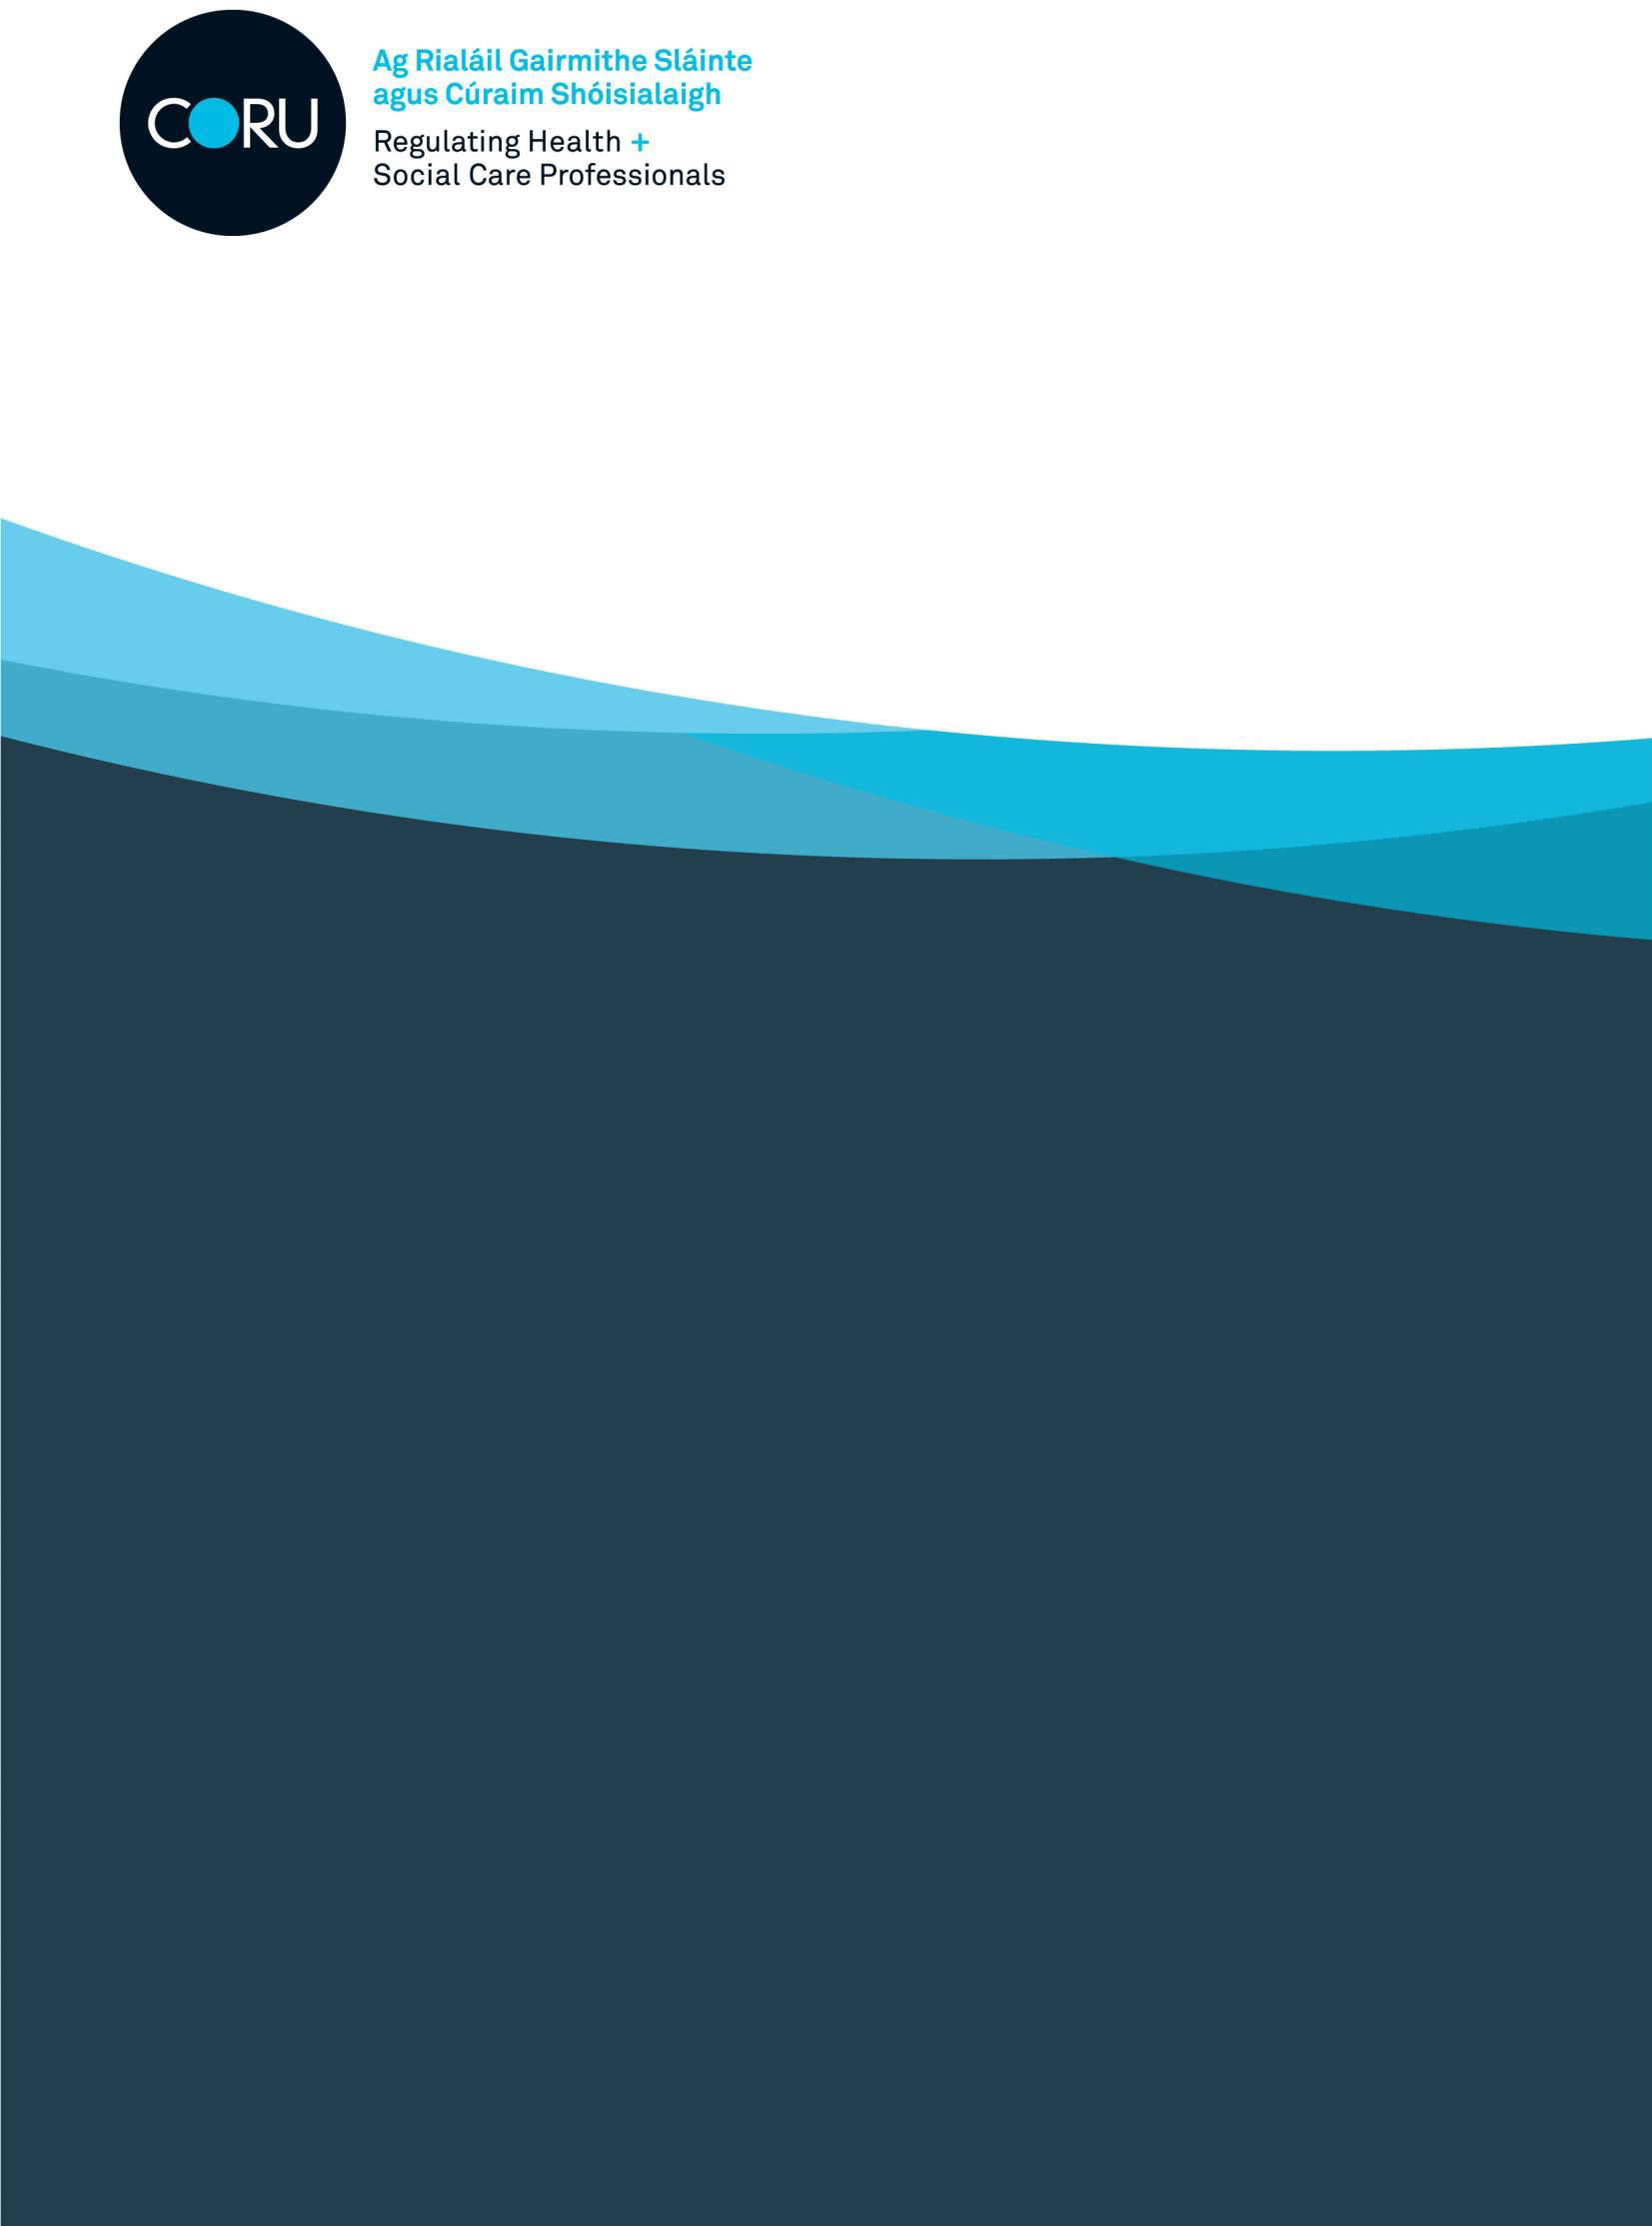 CORU
Ag Rialáil Gairmithe Sláinte
agus Cúraim Shóisialaigh
Regulating Health +
Social Care Professionals